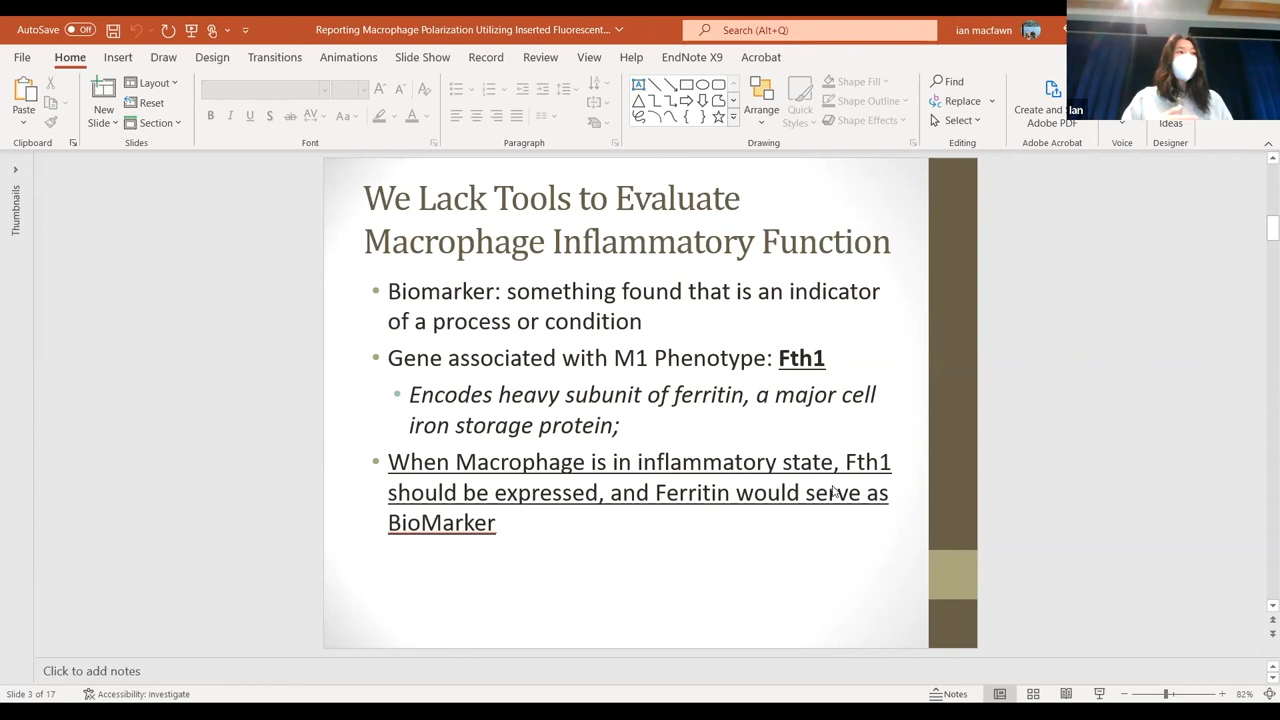 AutoSave Off Reporting Macrophage Polarization Utilizing Inserted Fluorescent... Search (Alt+Q) ian macfawn
File Home Insert Draw Design Transitions Animations Slide Show Record Review View Help EndNote X9 Acrobat
Paste
New
Slide
Layout
Reset
Section
B I U S ab AV Aa A
A A A
Arrange
Quick
Styles
Shape Fill
Shape Outline
Shape Effects
Find
Replace
Select
Create and
Adobe PDF
Ian
Ideas
Clipboard Slides Font Paragraph Drawing Editing Adobe Acrobat Voice Designer
Thumbnails
We Lack Tools to Evaluate
Macrophage Inflammatory Function
• Biomarker: something found that is an indicator
of a process or condition
• Gene associated with M1 Phenotype: Fth1
• Encodes heavy subunit of ferritin, a major cell
iron storage protein;
• When Macrophage is in inflammatory state, Fth1
should be expressed, and Ferritin would serve as
BioMarker
Click to add notes
Slide 3 of 17 Accessibility: Investigate Notes 82%